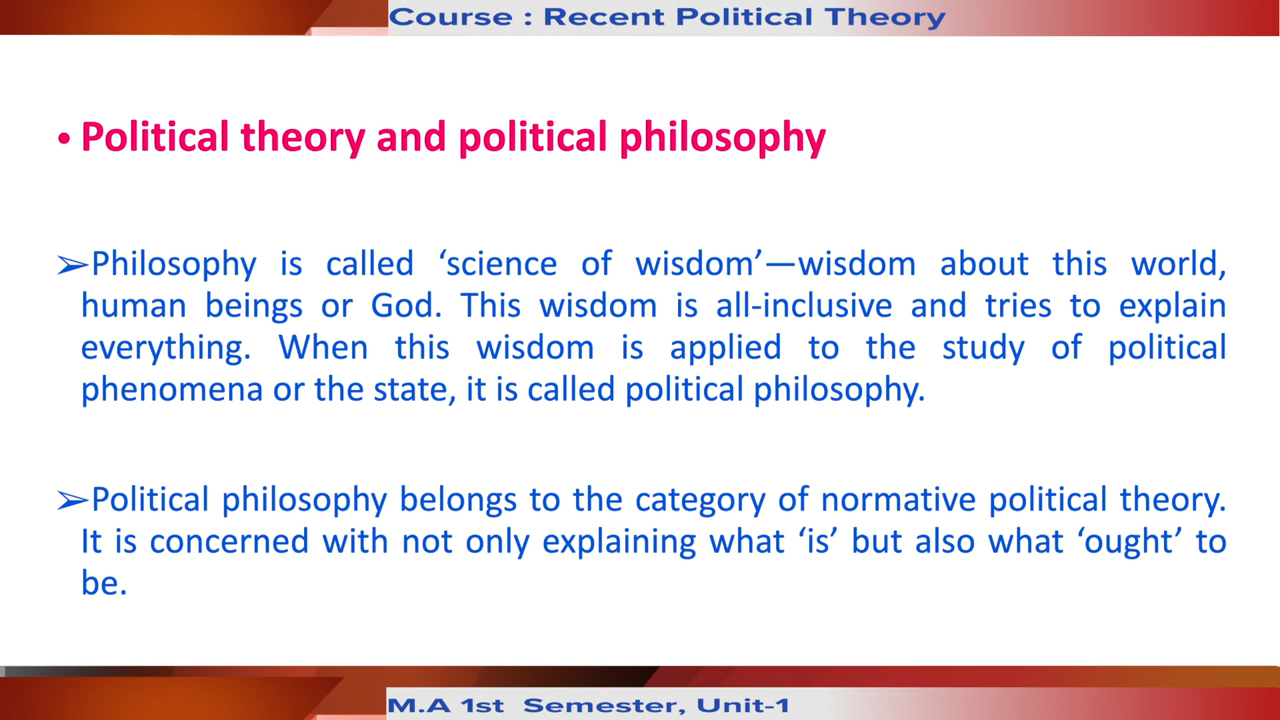 Course : Recent Political Theory
• Political theory and political philosophy
➢Philosophy is called ‘science of wisdom’—wisdom about this world,
human beings or God. This wisdom is all-inclusive and tries to explain
everything. When this wisdom is applied to the study of political
phenomena or the state, it is called political philosophy.
➢Political philosophy belongs to the category of normative political theory.
It is concerned with not only explaining what ‘is’ but also what ‘ought’ to
be.
M.A 1st Semester, Unit-1